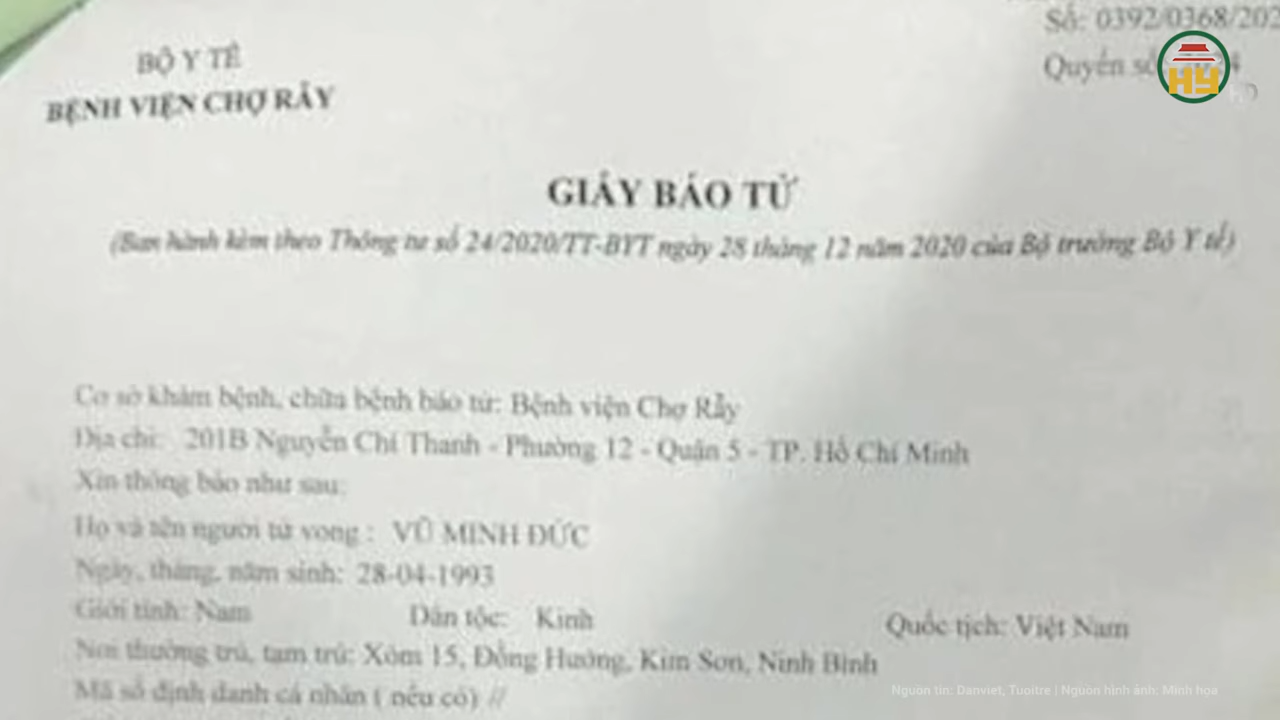 Số: 0392/0368/202
BỘ Y TẾ
Quyển số
BỆNH VIỆN CHỢ RẪY
HY
GIẤY BÁO TỬ
(Ban hành kèm theo Thông tư số 24/2020/TT-BYT ngày 28 tháng 12 năm 2020 của Bộ trưởng Bộ Y tế)
Cơ sở khám bệnh, chữa bệnh báo tử: Bệnh viện Chợ Rẫy
Địa chỉ: 201B Nguyễn Chí Thanh - Phường 12 - Quận 5 - TP. Hồ Chí Minh
Xin thông báo như sau:
Họ và tên người tử vong : VŨ MINH ĐỨC
Ngày, tháng, năm sinh: 28-04-1993
Giới tính: Nam Dân tộc: Kinh Quốc tịch: Việt Nam
Nơi thường trú, tạm trú: Xóm 15, Đồng Hướng, Kim Sơn, Ninh Bình
Mã số định danh cá nhân ( nếu có) //
Nguồn tin: Danviet, Tuoitre | Nguồn hình ảnh: Minh họa